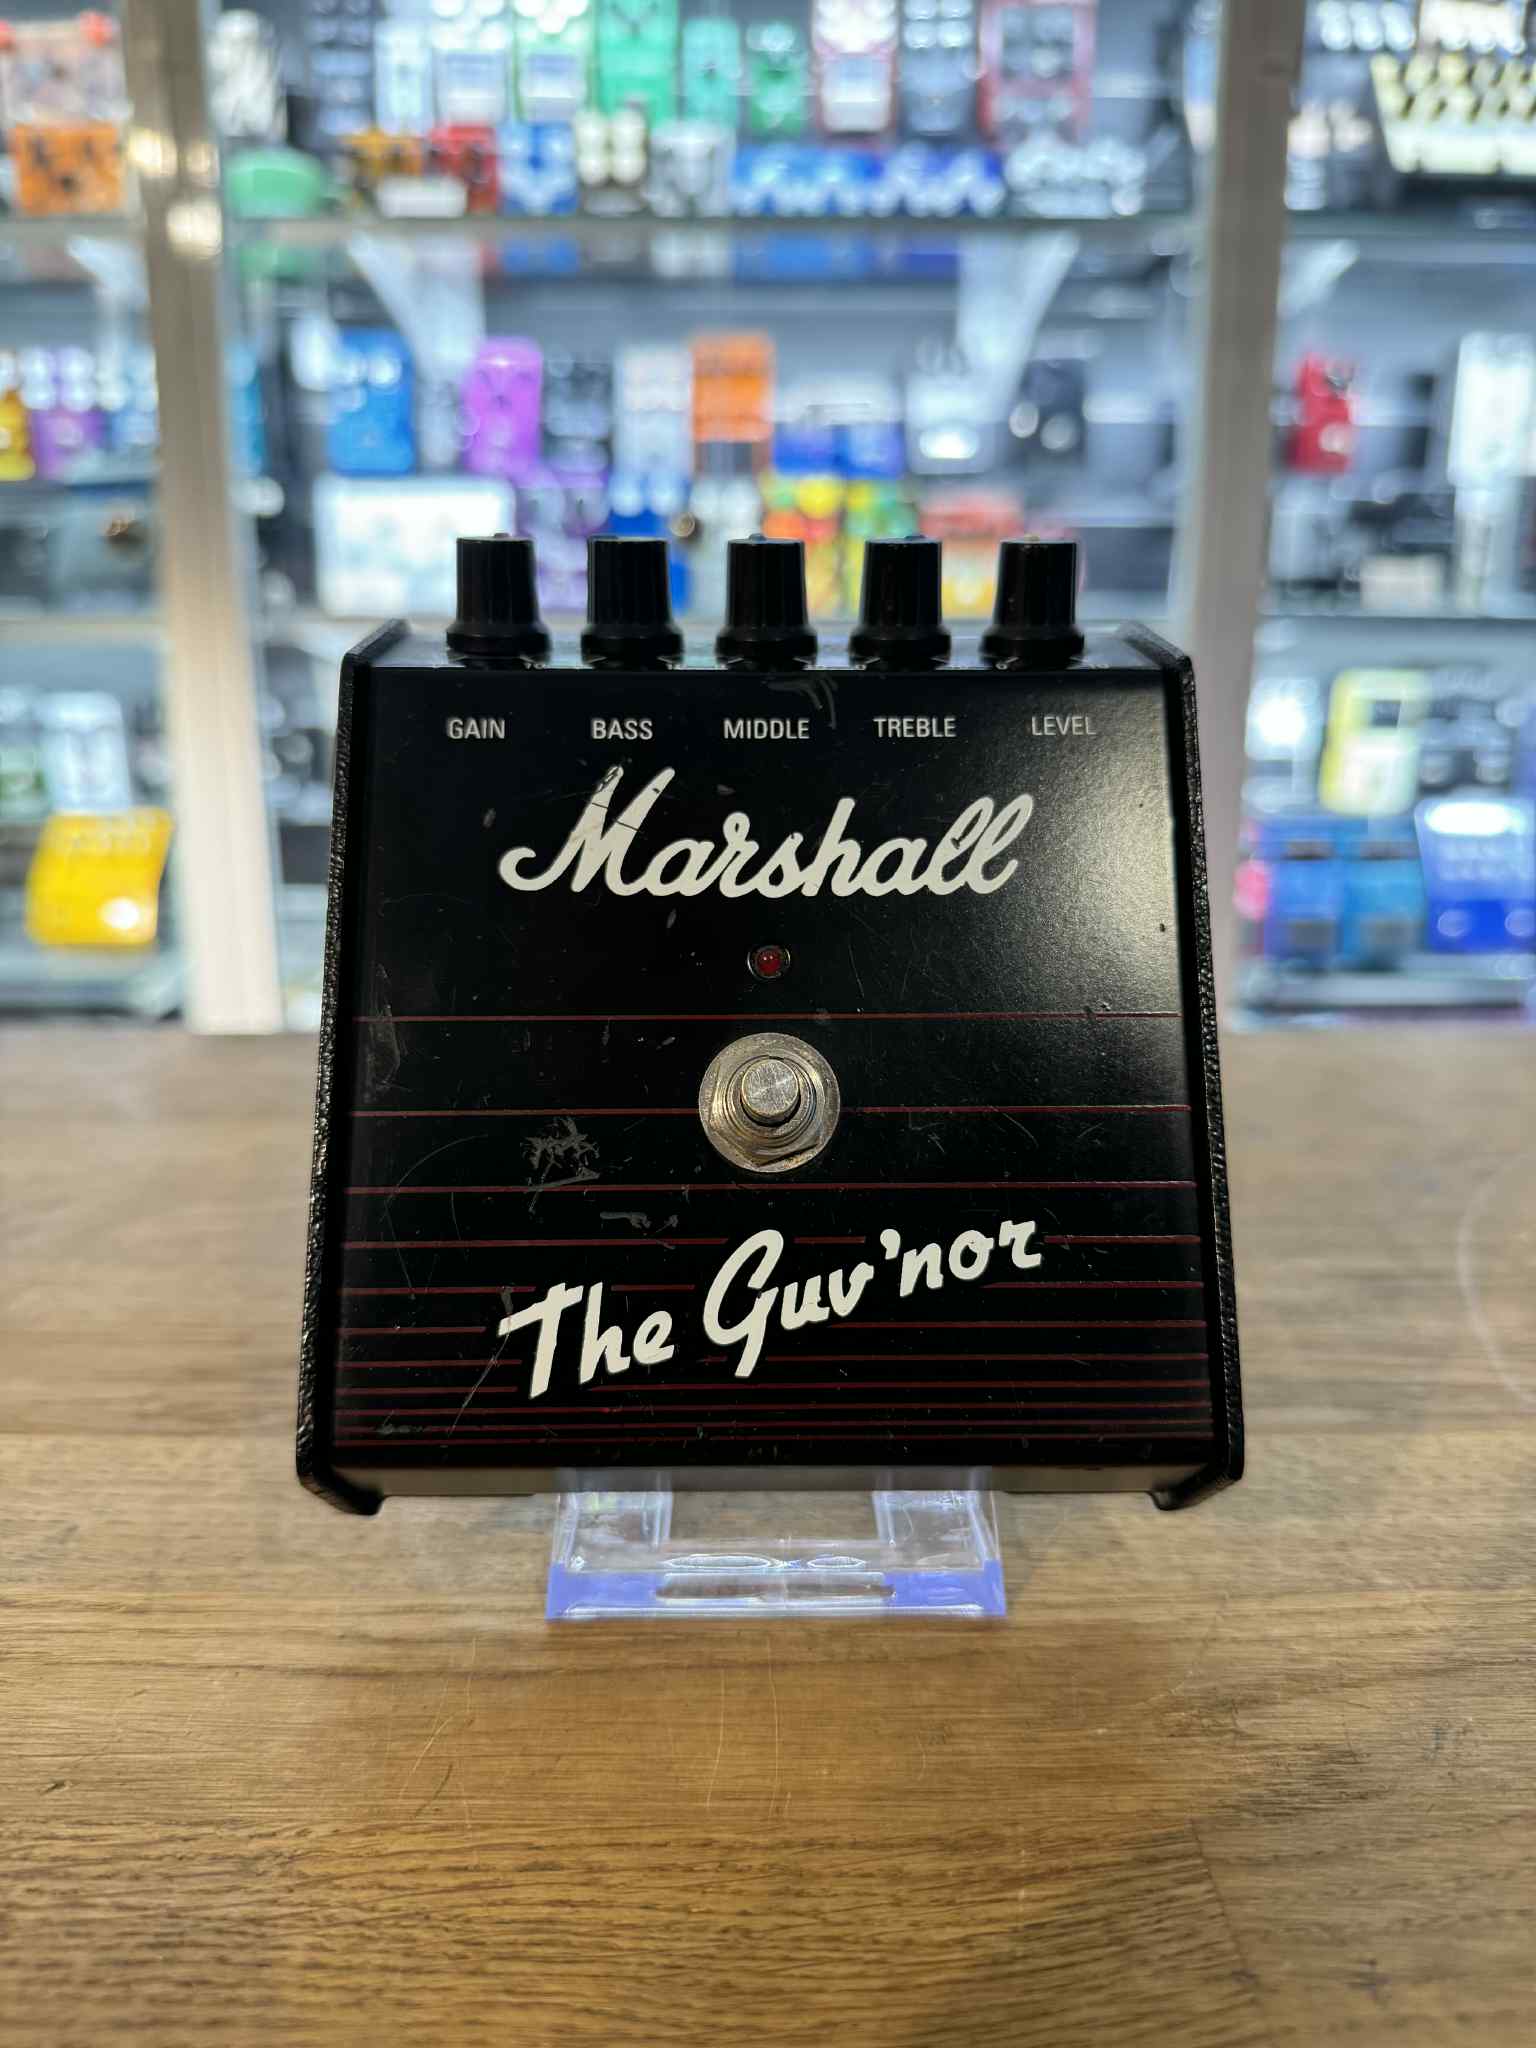 GAIN BASS MIDDLE TREBLE LEVEL
Marshall
The Guv'nor